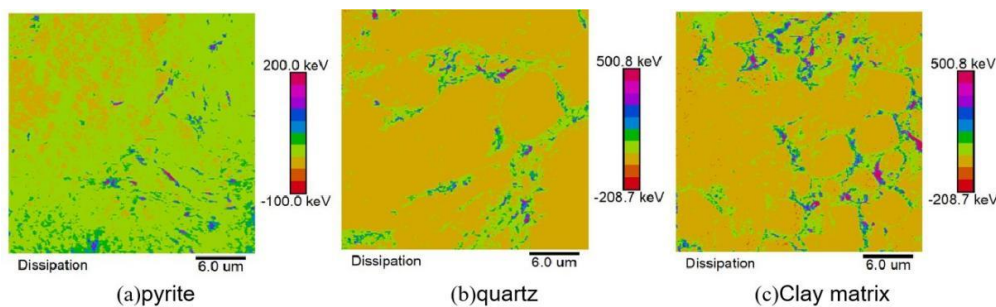 200.0 keV
-100.0 keV
Dissipation
6.0 um
(a)pyrite
500.8 keV
-208.7 keV
Dissipation
6.0 um
(b)quartz
500.8 keV
-208.7 keV
Dissipation
6.0 um
(c)Clay matrix